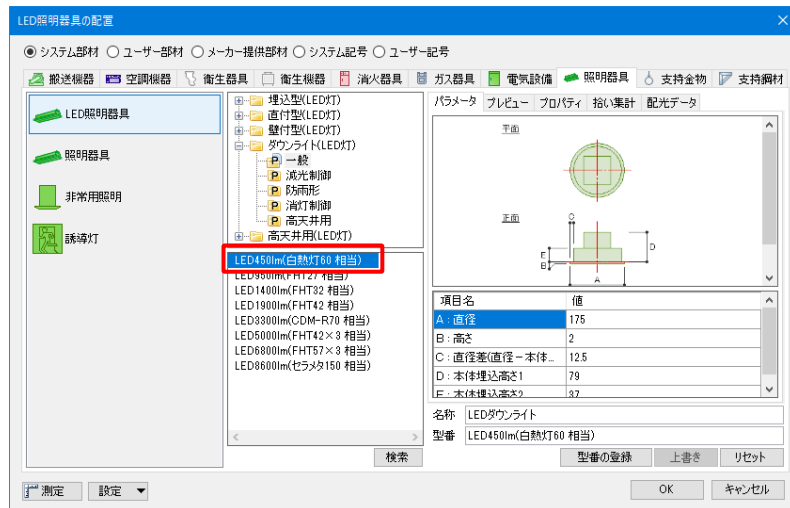 LED照明器具の配置
システム部材 ユーザー部材 メーカー提供部材 システム記号 ユーザー記号
搬送機器 空調機器 衛生器具 衛生機器 消火器具 ガス器具 電気設備 照明器具 支持金物 支持鋼材
LED照明器具
照明器具
非常用照明
誘導灯
埋込型(LED灯)
直付型(LED灯)
壁付型(LED灯)
ダウンライト(LED灯)
一般
減光制御
防雨形
消灯制御
高天井用
高天井用(LED灯)
LED450lm(白熱灯60 相当)
LED950lm(FHT27 相当)
LED1400lm(FHT32 相当)
LED1900lm(FHT42 相当)
LED3300lm(CDM-R70 相当)
LED5000lm(FHT42×3 相当)
LED6800lm(FHT57×3 相当)
LED8600lm(セラメタ150 相当)
検索
パラメータ プレビュー プロパティ 拾い集計 配光データ
平面
正面
C
D
E
B
A
項目名 値
A : 直径 175
B : 高さ 2
C : 直径差(直径－本体... 12.5
D : 本体埋込高さ1 79
E : 本体埋込高さ2 37
名称 LEDダウンライト
型番 LED450lm(白熱灯60 相当)
型番の登録 上書き リセット
測定 設定 OK キャンセル